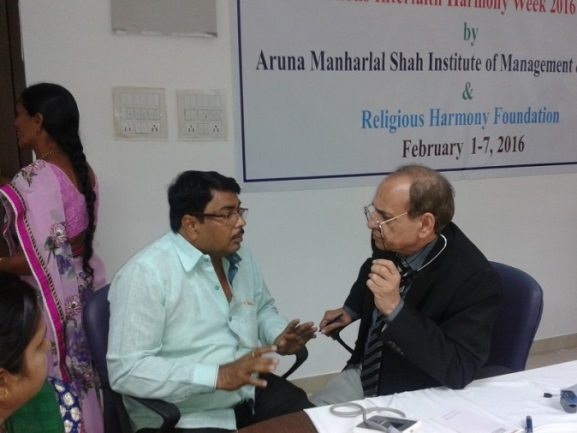 Interfaith Harmony Week 2016
by
Aruna Manharlal Shah Institute of Management
&
Religious Harmony Foundation
February 1-7, 2016